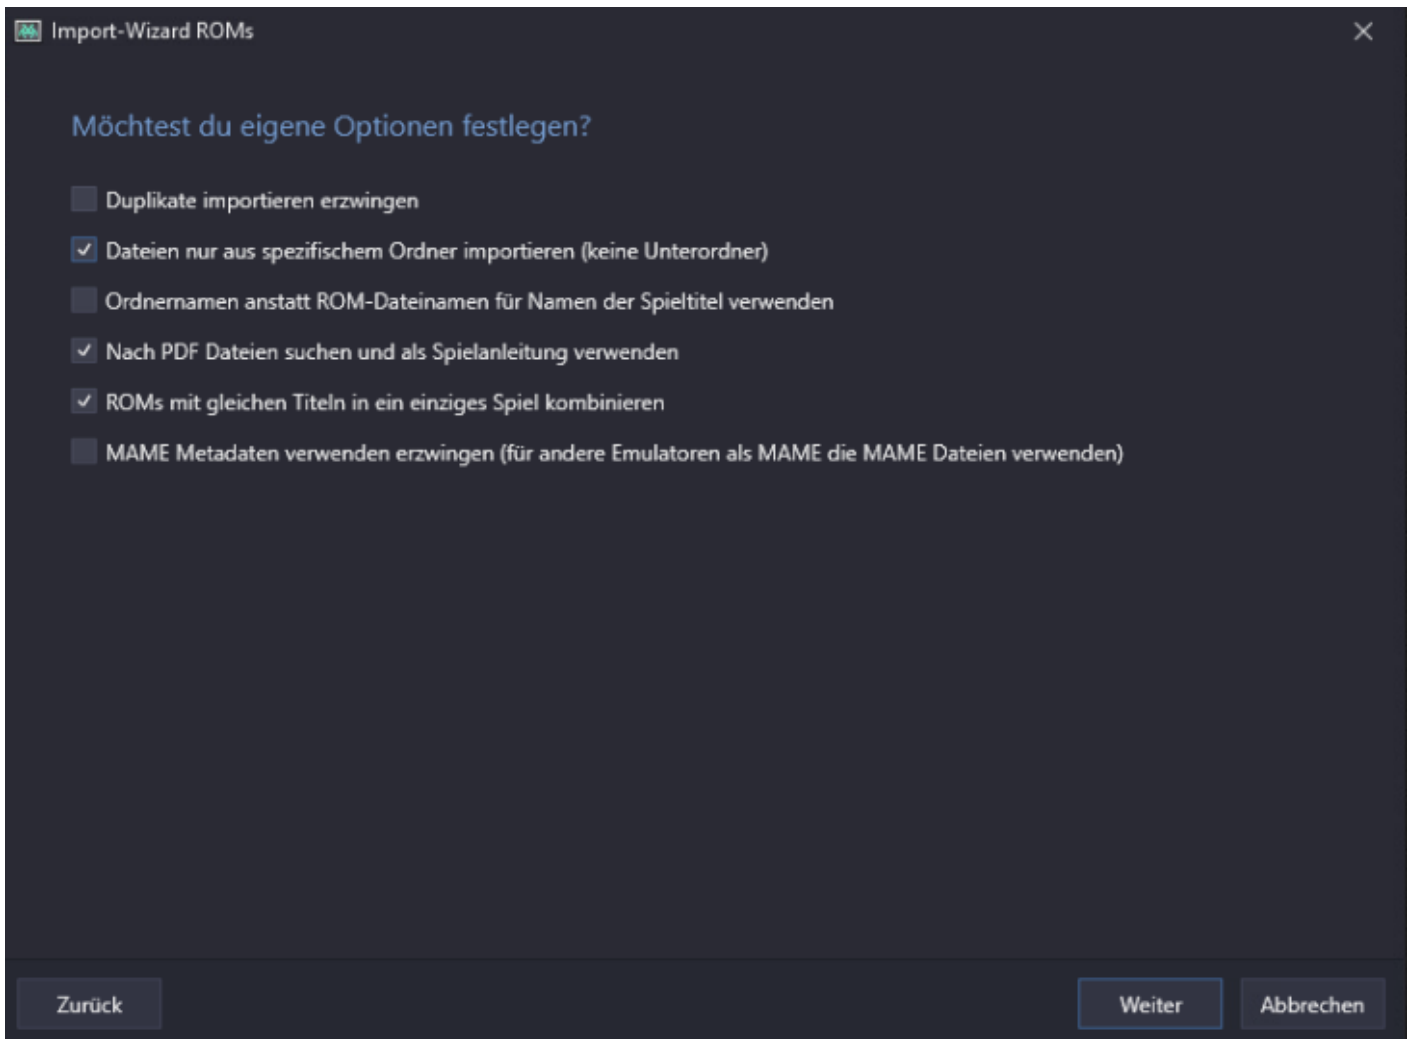 Import-Wizard ROMs
Möchtest du eigene Optionen festlegen?
Duplikate importieren erzwingen
Dateien nur aus spezifischem Ordner importieren (keine Unterordner)
Ordnernamen anstatt ROM-Dateinamen für Namen der Spieltitel verwenden
Nach PDF Dateien suchen und als Spielanleitung verwenden
ROMs mit gleichen Titeln in ein einziges Spiel kombinieren
MAME Metadaten verwenden erzwingen (für andere Emulatoren als MAME die MAME Dateien verwenden)
Zurück Weiter Abbrechen